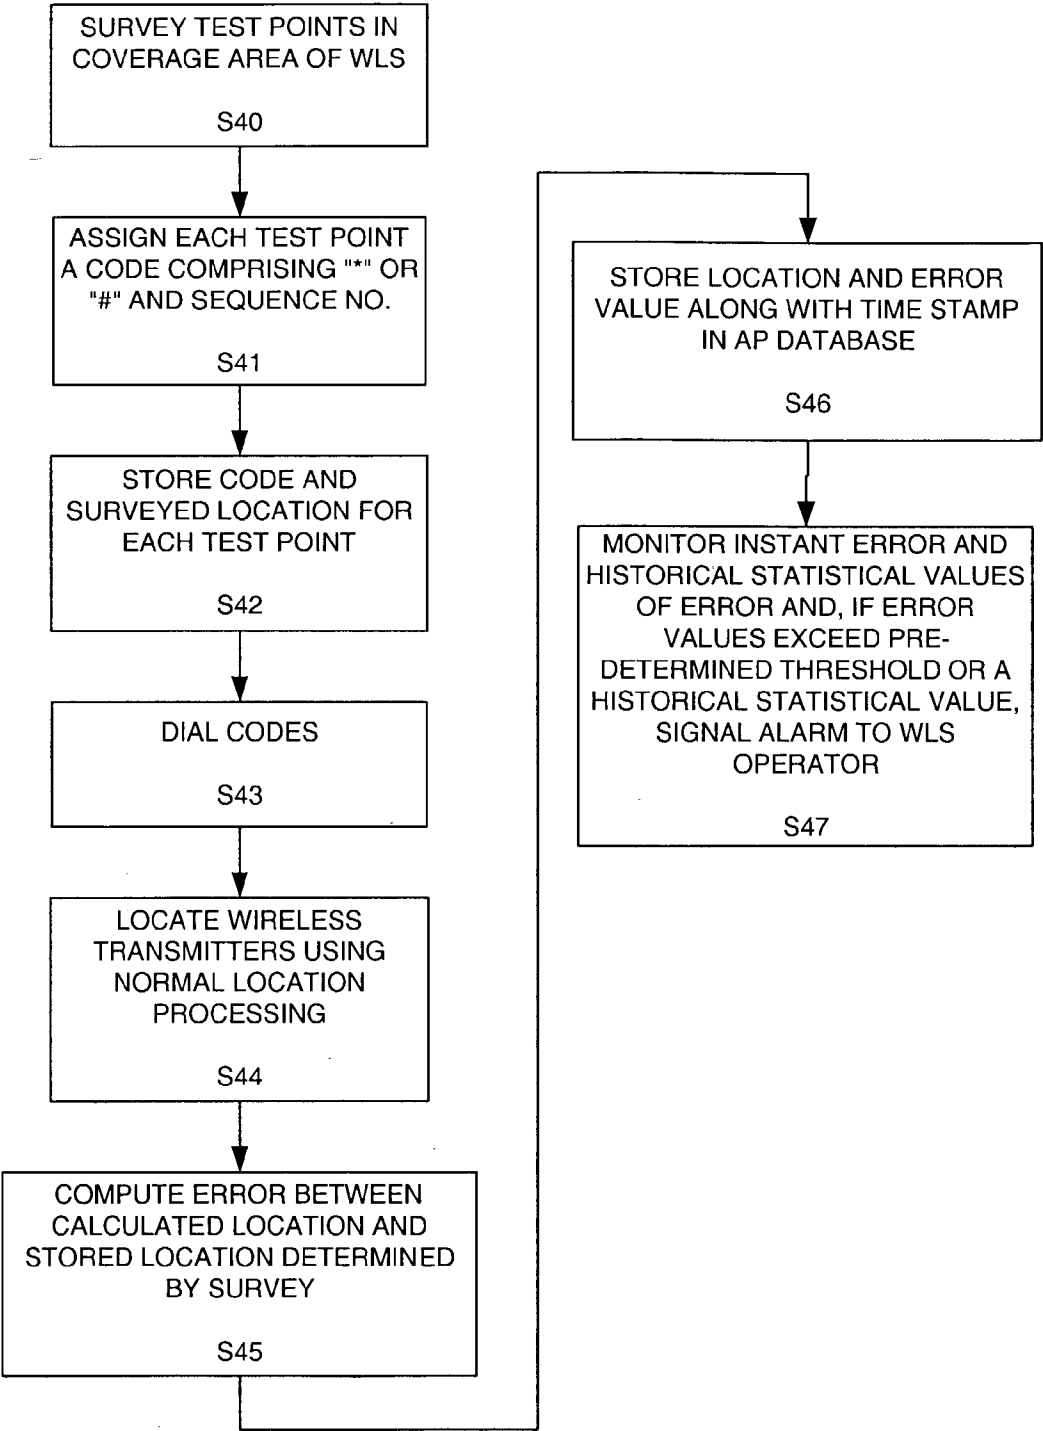 SURVEY TEST POINTS IN
COVERAGE AREA OF WLS
S40
ASSIGN EACH TEST POINT
A CODE COMPRISING "*" OR
"#" AND SEQUENCE NO.
S41
STORE CODE AND
SURVEYED LOCATION FOR
EACH TEST POINT
S42
DIAL CODES
S43
LOCATE WIRELESS
TRANSMITTERS USING
NORMAL LOCATION
PROCESSING
S44
COMPUTE ERROR BETWEEN
CALCULATED LOCATION AND
STORED LOCATION DETERMINED
BY SURVEY
S45
STORE LOCATION AND ERROR
VALUE ALONG WITH TIME STAMP
IN AP DATABASE
S46
MONITOR INSTANT ERROR AND
HISTORICAL STATISTICAL VALUES
OF ERROR AND, IF ERROR
VALUES EXCEED PRE-
DETERMINED THRESHOLD OR A
HISTORICAL STATISTICAL VALUE,
SIGNAL ALARM TO WLS
OPERATOR
S47